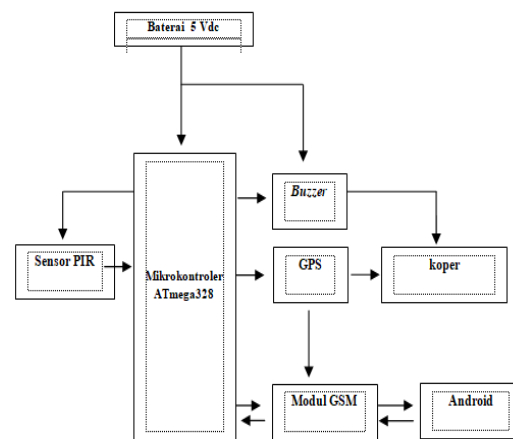 Baterai 5 Vdc
Buzzer
Sensor PIR
Mikrokontroler
ATmega328
GPS
koper
Modul GSM
Android